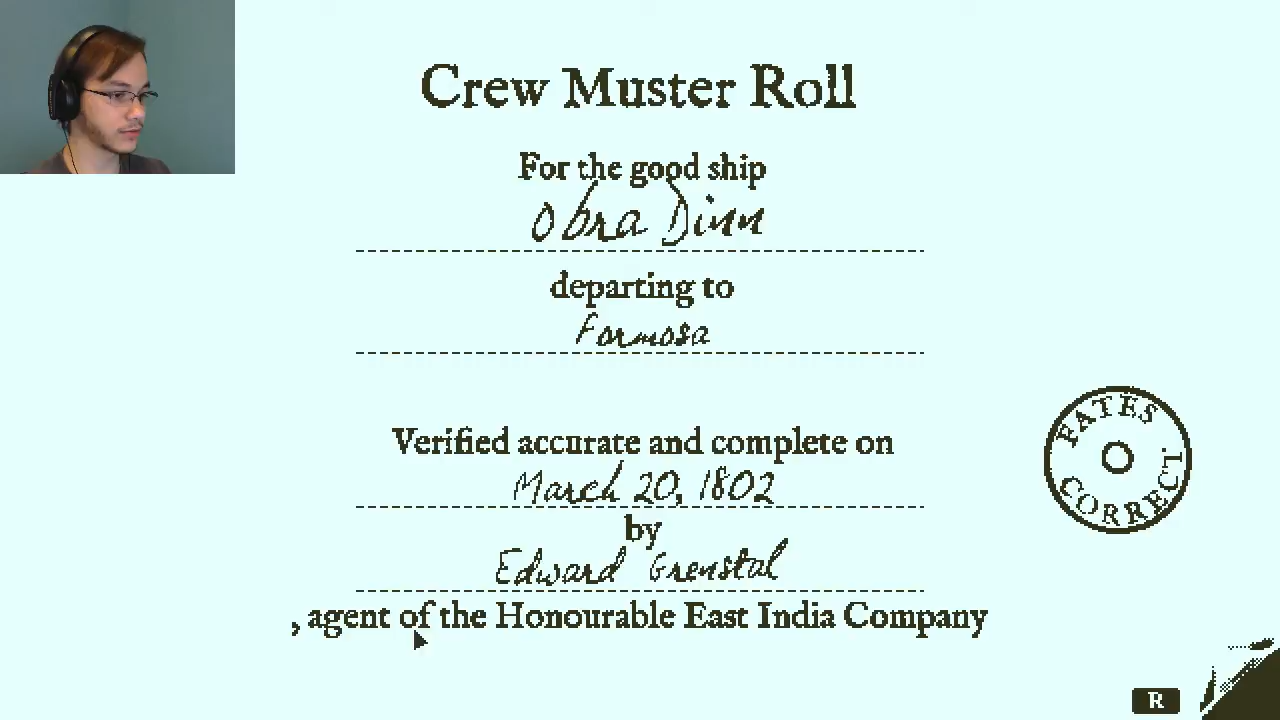 Crew Muster Roll
For the good ship
Obra Dinn
departing to
Formosa
Verified accurate and complete on
March 20, 1802
by
Edward Grenstal
, agent of the Honourable East India Company
FATES CORRECT.
R